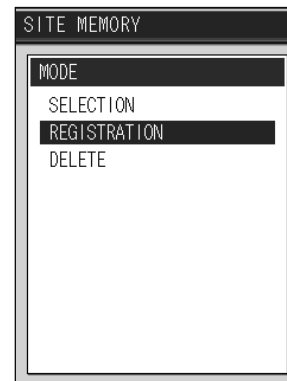 SITE MEMORY
MODE
SELECTION
REGISTRATION
DELETE